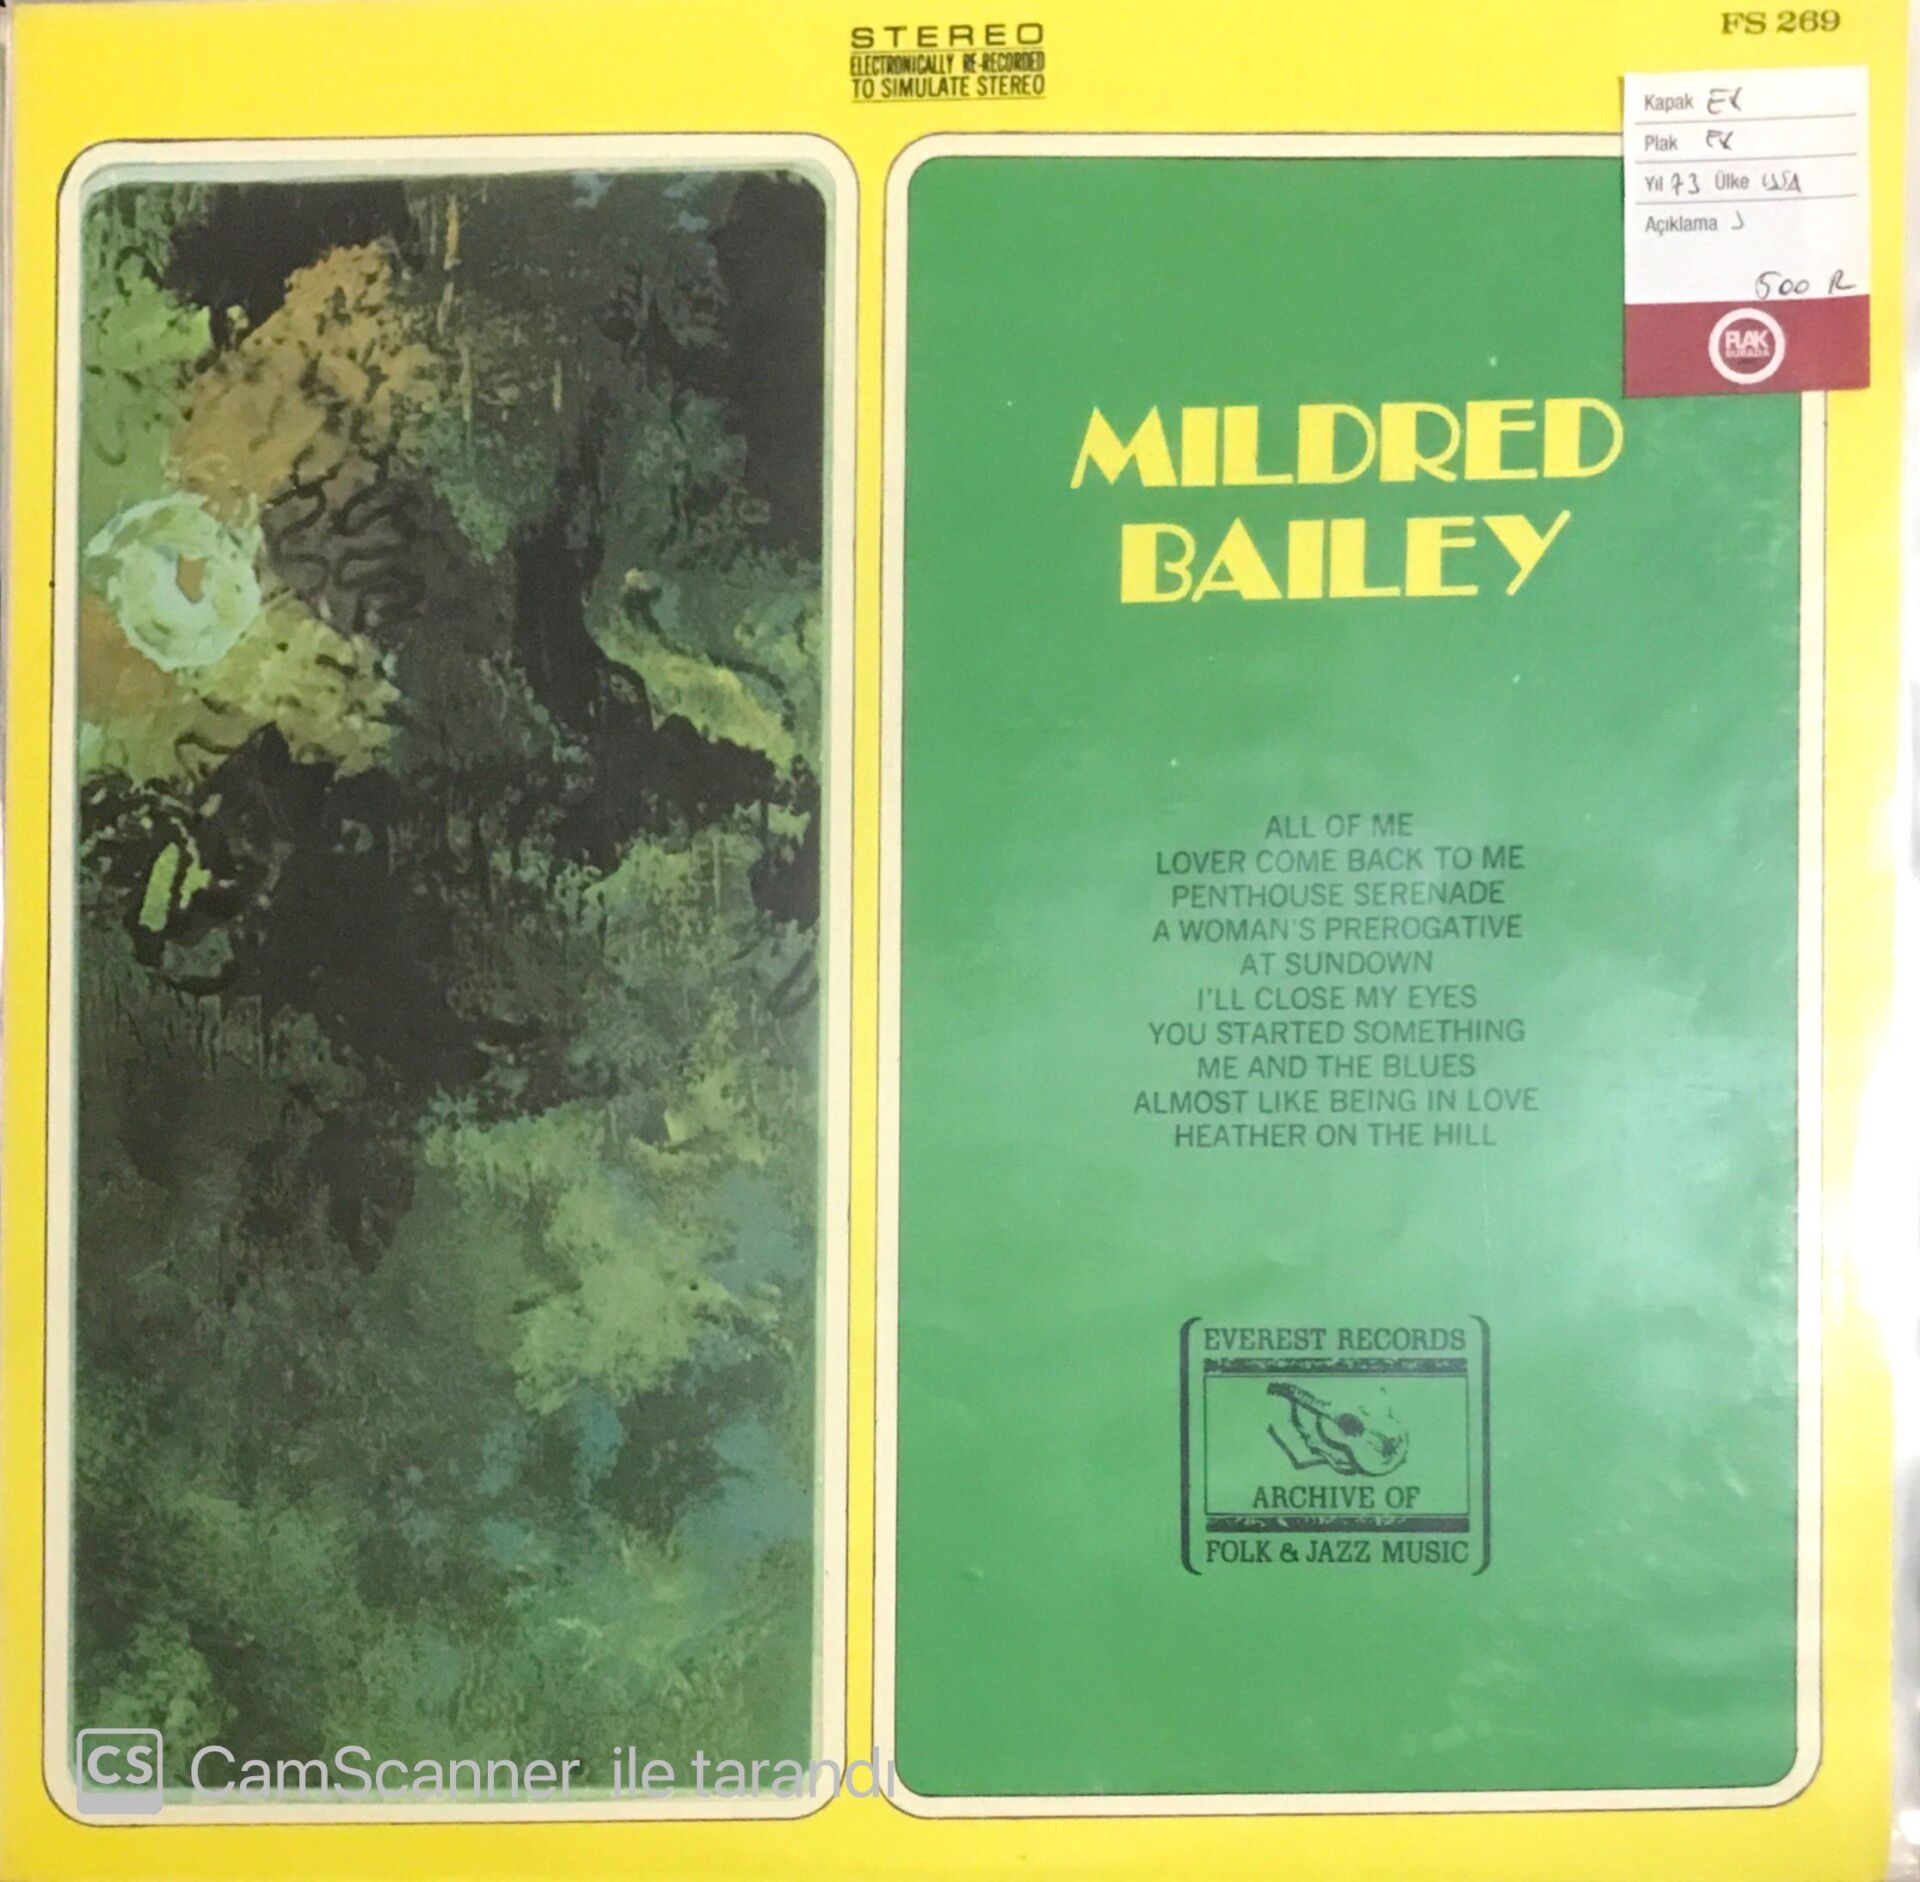 STEREO
ELECTRONICALLY RE-RECORDED
TO SIMULATE STEREO
FS 269
Kapak EX
Plak EX
Yıl 73 Ülke USA
Açıklama J
500
PLAK
BURADA
MILDRED
BAILEY
ALL OF ME
LOVER COME BACK TO ME
PENTHOUSE SERENADE
A WOMAN'S PREROGATIVE
AT SUNDOWN
I'LL CLOSE MY EYES
YOU STARTED SOMETHING
ME AND THE BLUES
ALMOST LIKE BEING IN LOVE
HEATHER ON THE HILL
EVEREST RECORDS
ARCHIVE OF
FOLK & JAZZ MUSIC
CS CamScanner ile tarandı